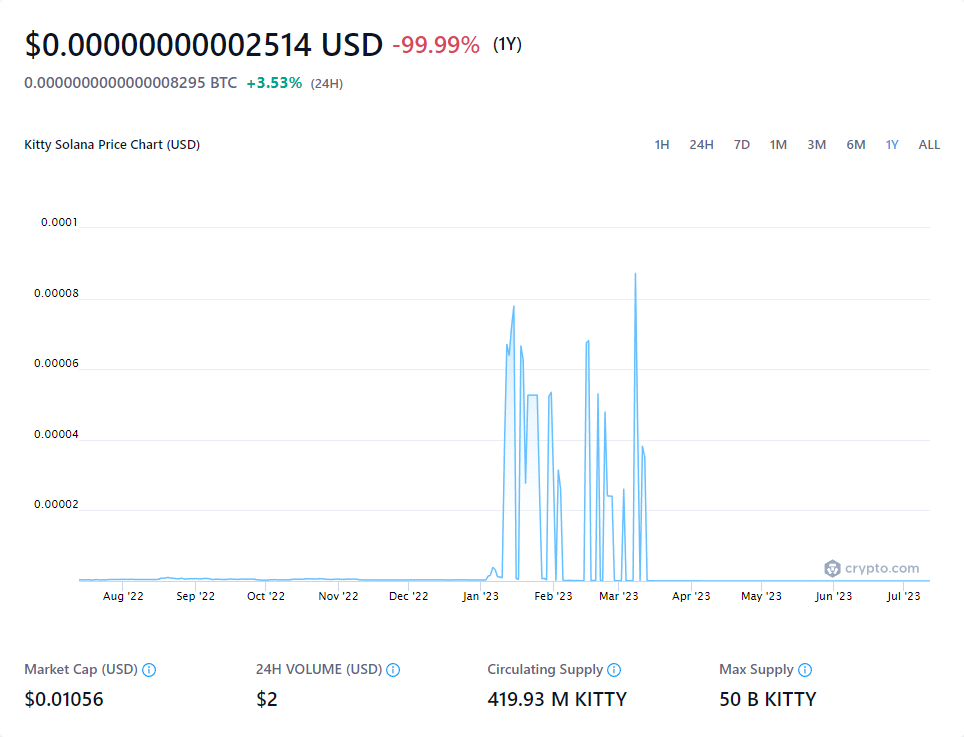 $0.00000000002514 USD -99.99% (1Y)
0.0000000000000008295 BTC +3.53% (24H)
Kitty Solana Price Chart (USD) 1H 24H 7D 1M 3M 6M 1Y ALL
0.0001
0.00008
0.00006
0.00004
0.00002
crypto.com
Aug '22 Sep '22 Oct '22 Nov '22 Dec '22 Jan '23 Feb '23 Mar '23 Apr '23 May '23 Jun '23 Jul '23
Market Cap (USD) 24H VOLUME (USD) Circulating Supply Max Supply
$0.01056 $2 419.93 M KITTY 50 B KITTY